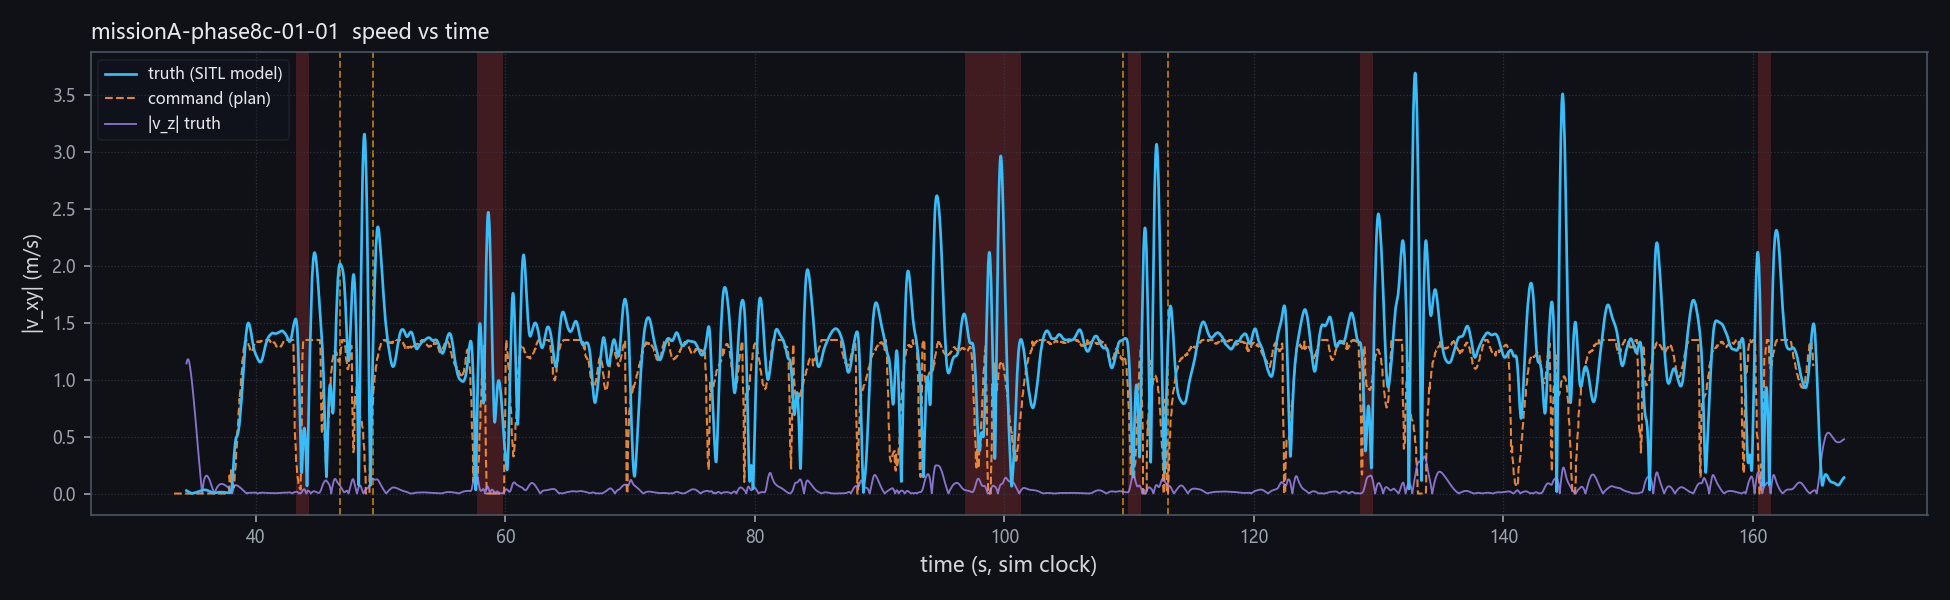 missionA-phase8c-01-01  speed vs time
truth (SITL model)
command (plan)
|v_z| truth
|v_xy| (m/s)
3.5
3.0
2.5
2.0
1.5
1.0
0.5
0.0
40 60 80 100 120 140 160
time (s, sim clock)